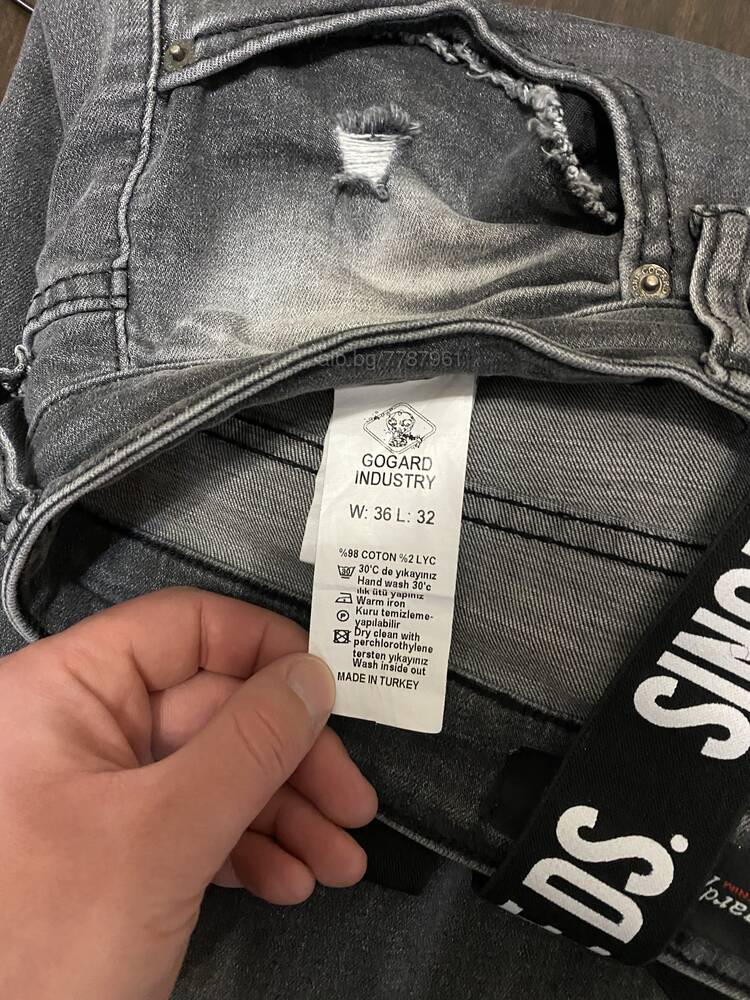 GOGARD
INDUSTRY
W: 36 L: 32
%98 COTON %2 LYC
30°C de yıkayınız
Hand wash 30°c
ılık ütü yapınız
Warm iron
Kuru temizleme-
yapılabilir
Dry clean with
perchlorothylene
tersten yıkayınız
Wash inside out
MADE IN TURKEY
30
P
DS.